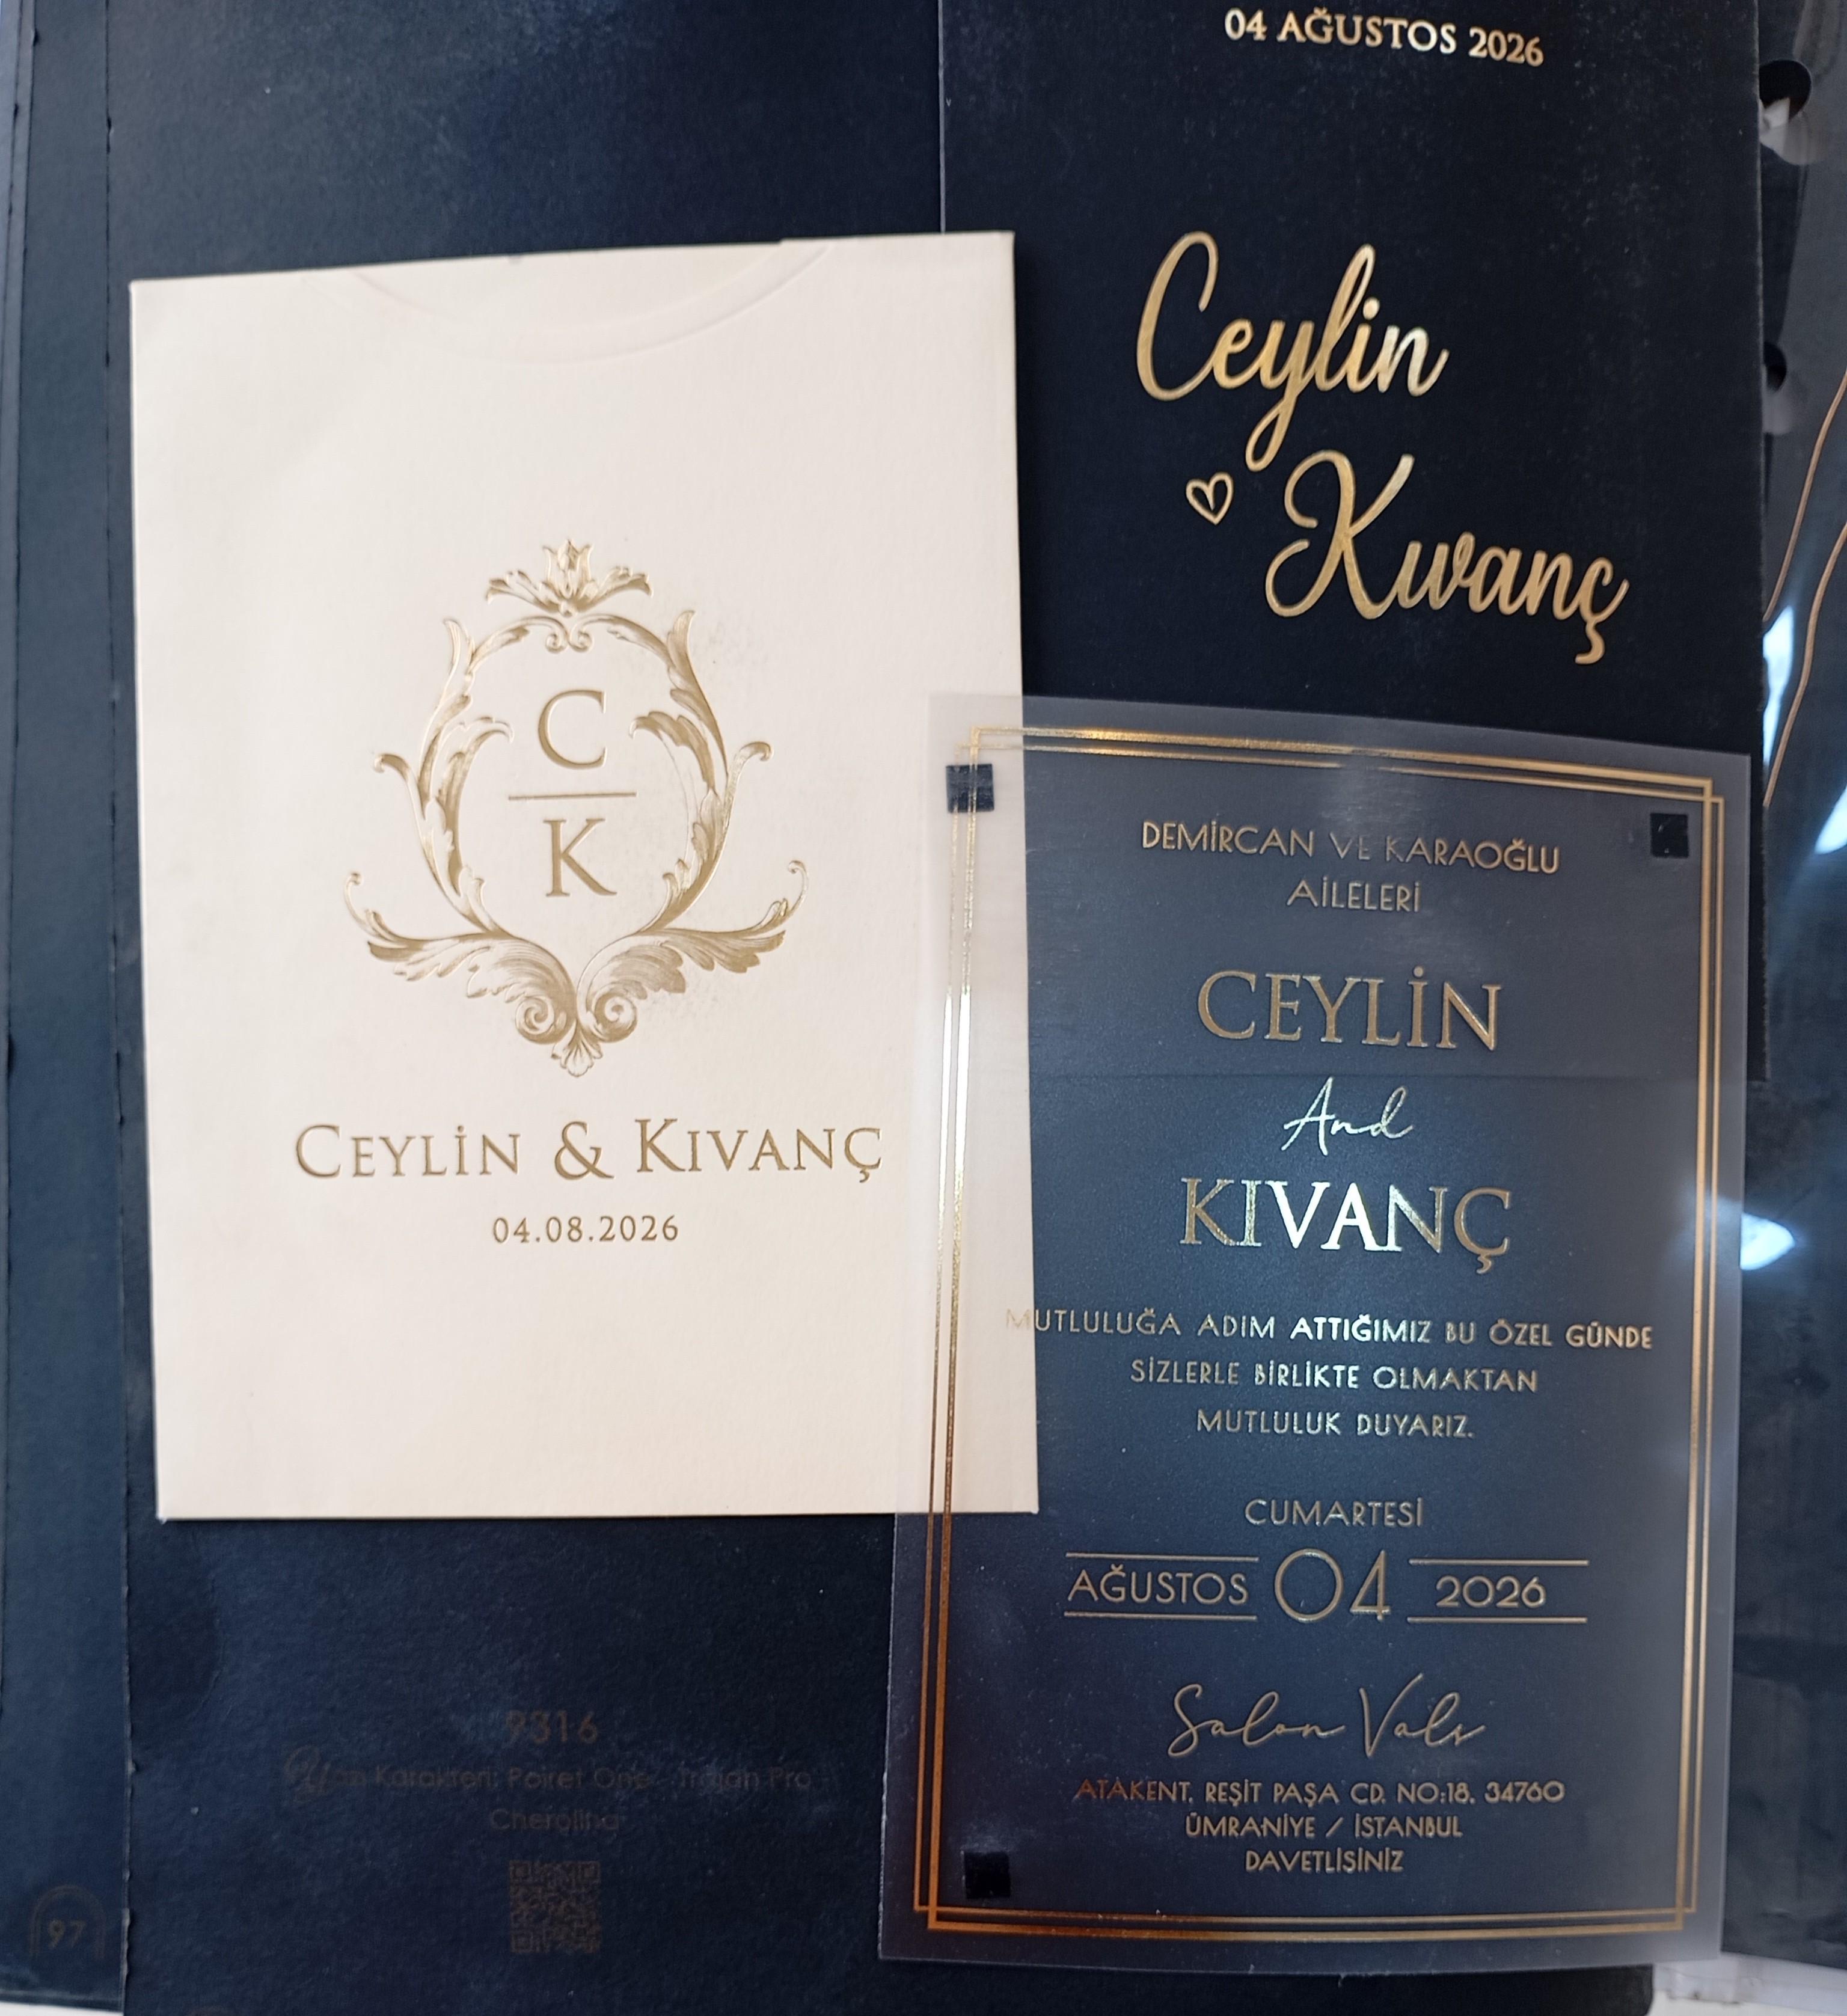 04 AĞUSTOS 2026
Ceylin
Kıvanç
C
K
CEYLİN & KIVANÇ
04.08.2026
DEMİRCAN VE KARAOĞLU
AİLELERİ
CEYLİN
And
KIVANÇ
MUTLULUĞA ADIM ATTIĞIMIZ BU ÖZEL GÜNDE
SİZLERLE BİRLİKTE OLMAKTAN
MUTLULUK DUYARIZ.
CUMARTESİ
AĞUSTOS 04 2026
Salon Vals
ATAKENT, REŞİT PAŞA CD. NO:18, 34760
ÜMRANİYE / İSTANBUL
DAVETLİSİNİZ
9316
Yazı Karakteri: Poiret One - Trajan Pro -
Cherolina
97